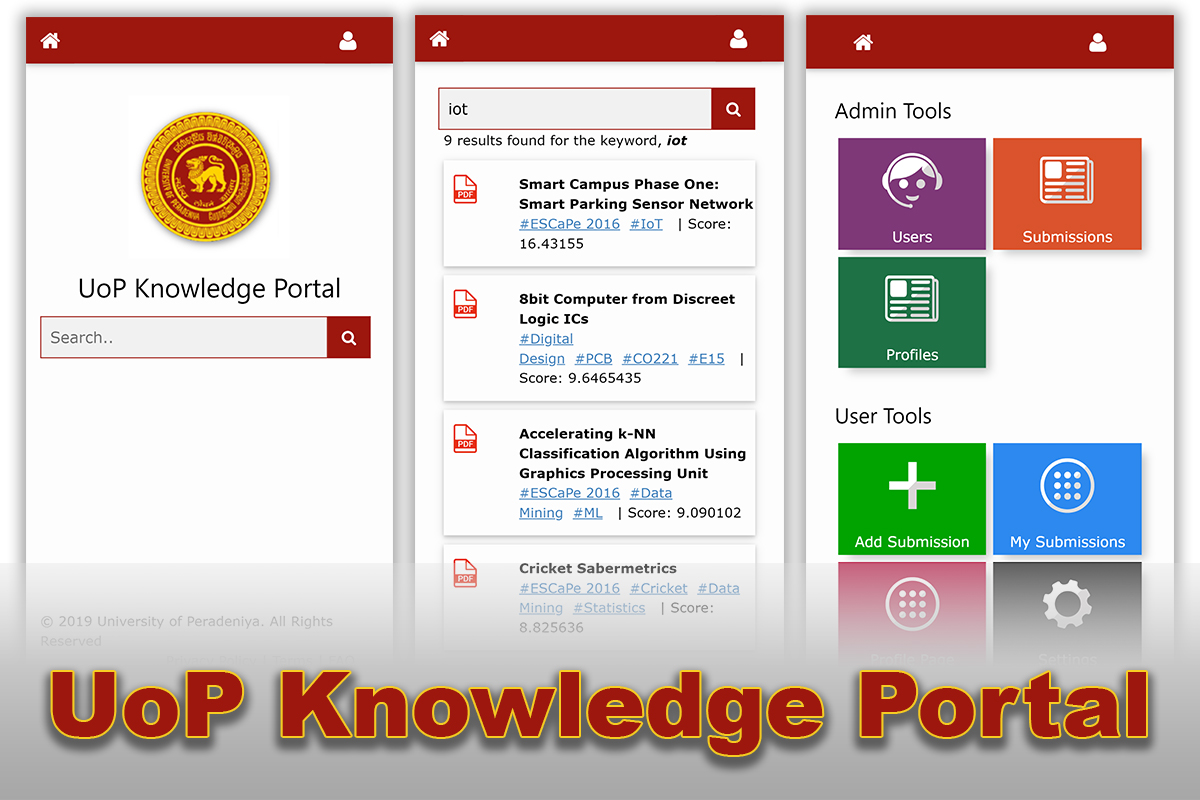 UNIVERSITY OF PERADENIYA
UoP Knowledge Portal
Search..
© 2019 University of Peradeniya. All Rights
Reserved
iot
9 results found for the keyword, iot
PDF
Smart Campus Phase One:
Smart Parking Sensor Network
#ESCaPe 2016 #IoT | Score:
16.43155
PDF
8bit Computer from Discreet
Logic ICs
#Digital
Design #PCB #CO221 #E15 |
Score: 9.6465435
PDF
Accelerating k-NN
Classification Algorithm Using
Graphics Processing Unit
#ESCaPe 2016 #Data
Mining #ML | Score: 9.090102
PDF
Cricket Sabermetrics
#ESCaPe 2016 #Cricket #Data
Mining #Statistics | Score:
8.825636
Admin Tools
Users
Submissions
Profiles
User Tools
Add Submission
My Submissions
Profile Page
Settings
UoP Knowledge Portal